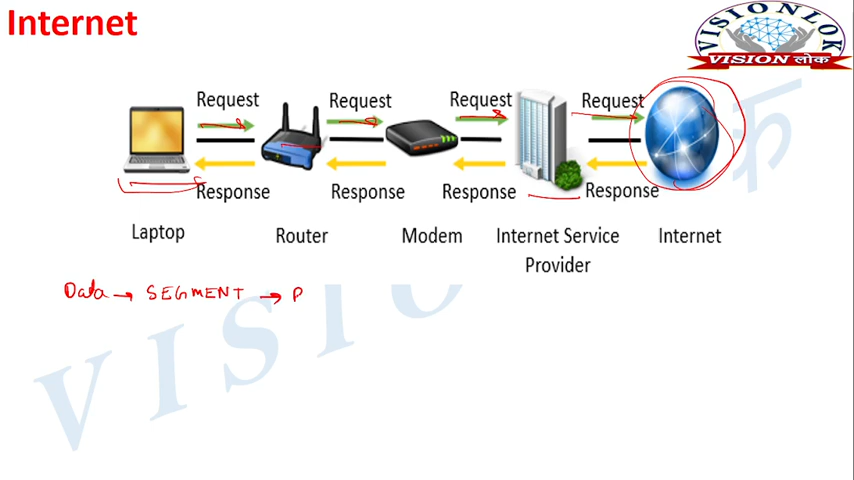 Internet
VISIONLOK
VISION लोक
Request Request Request Request
Response Response Response Response
Laptop Router Modem Internet Service Provider Internet
Data → SEGMENT → P
VISIO
क